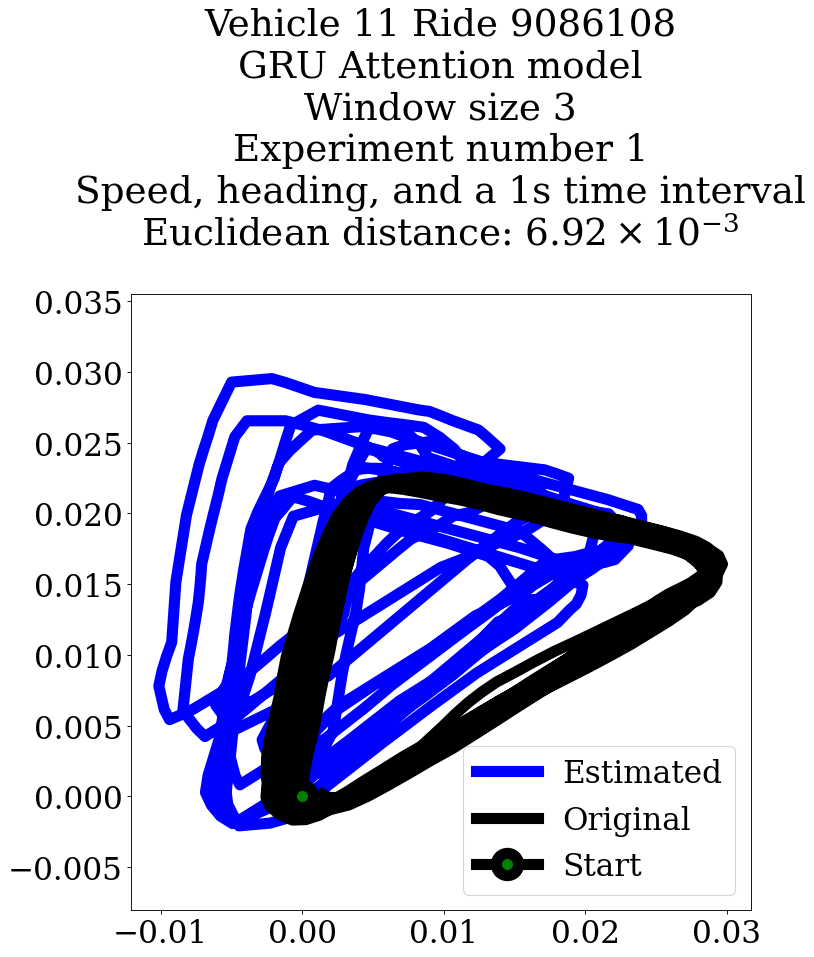 Vehicle 11 Ride 9086108
GRU Attention model
Window size 3
Experiment number 1
Speed, heading, and a 1s time interval
Euclidean distance: 6.92 × 10⁻³
0.035
0.030
0.025
0.020
0.015
0.010
0.005
0.000
−0.005
Estimated
Original
Start
−0.01 0.00 0.01 0.02 0.03